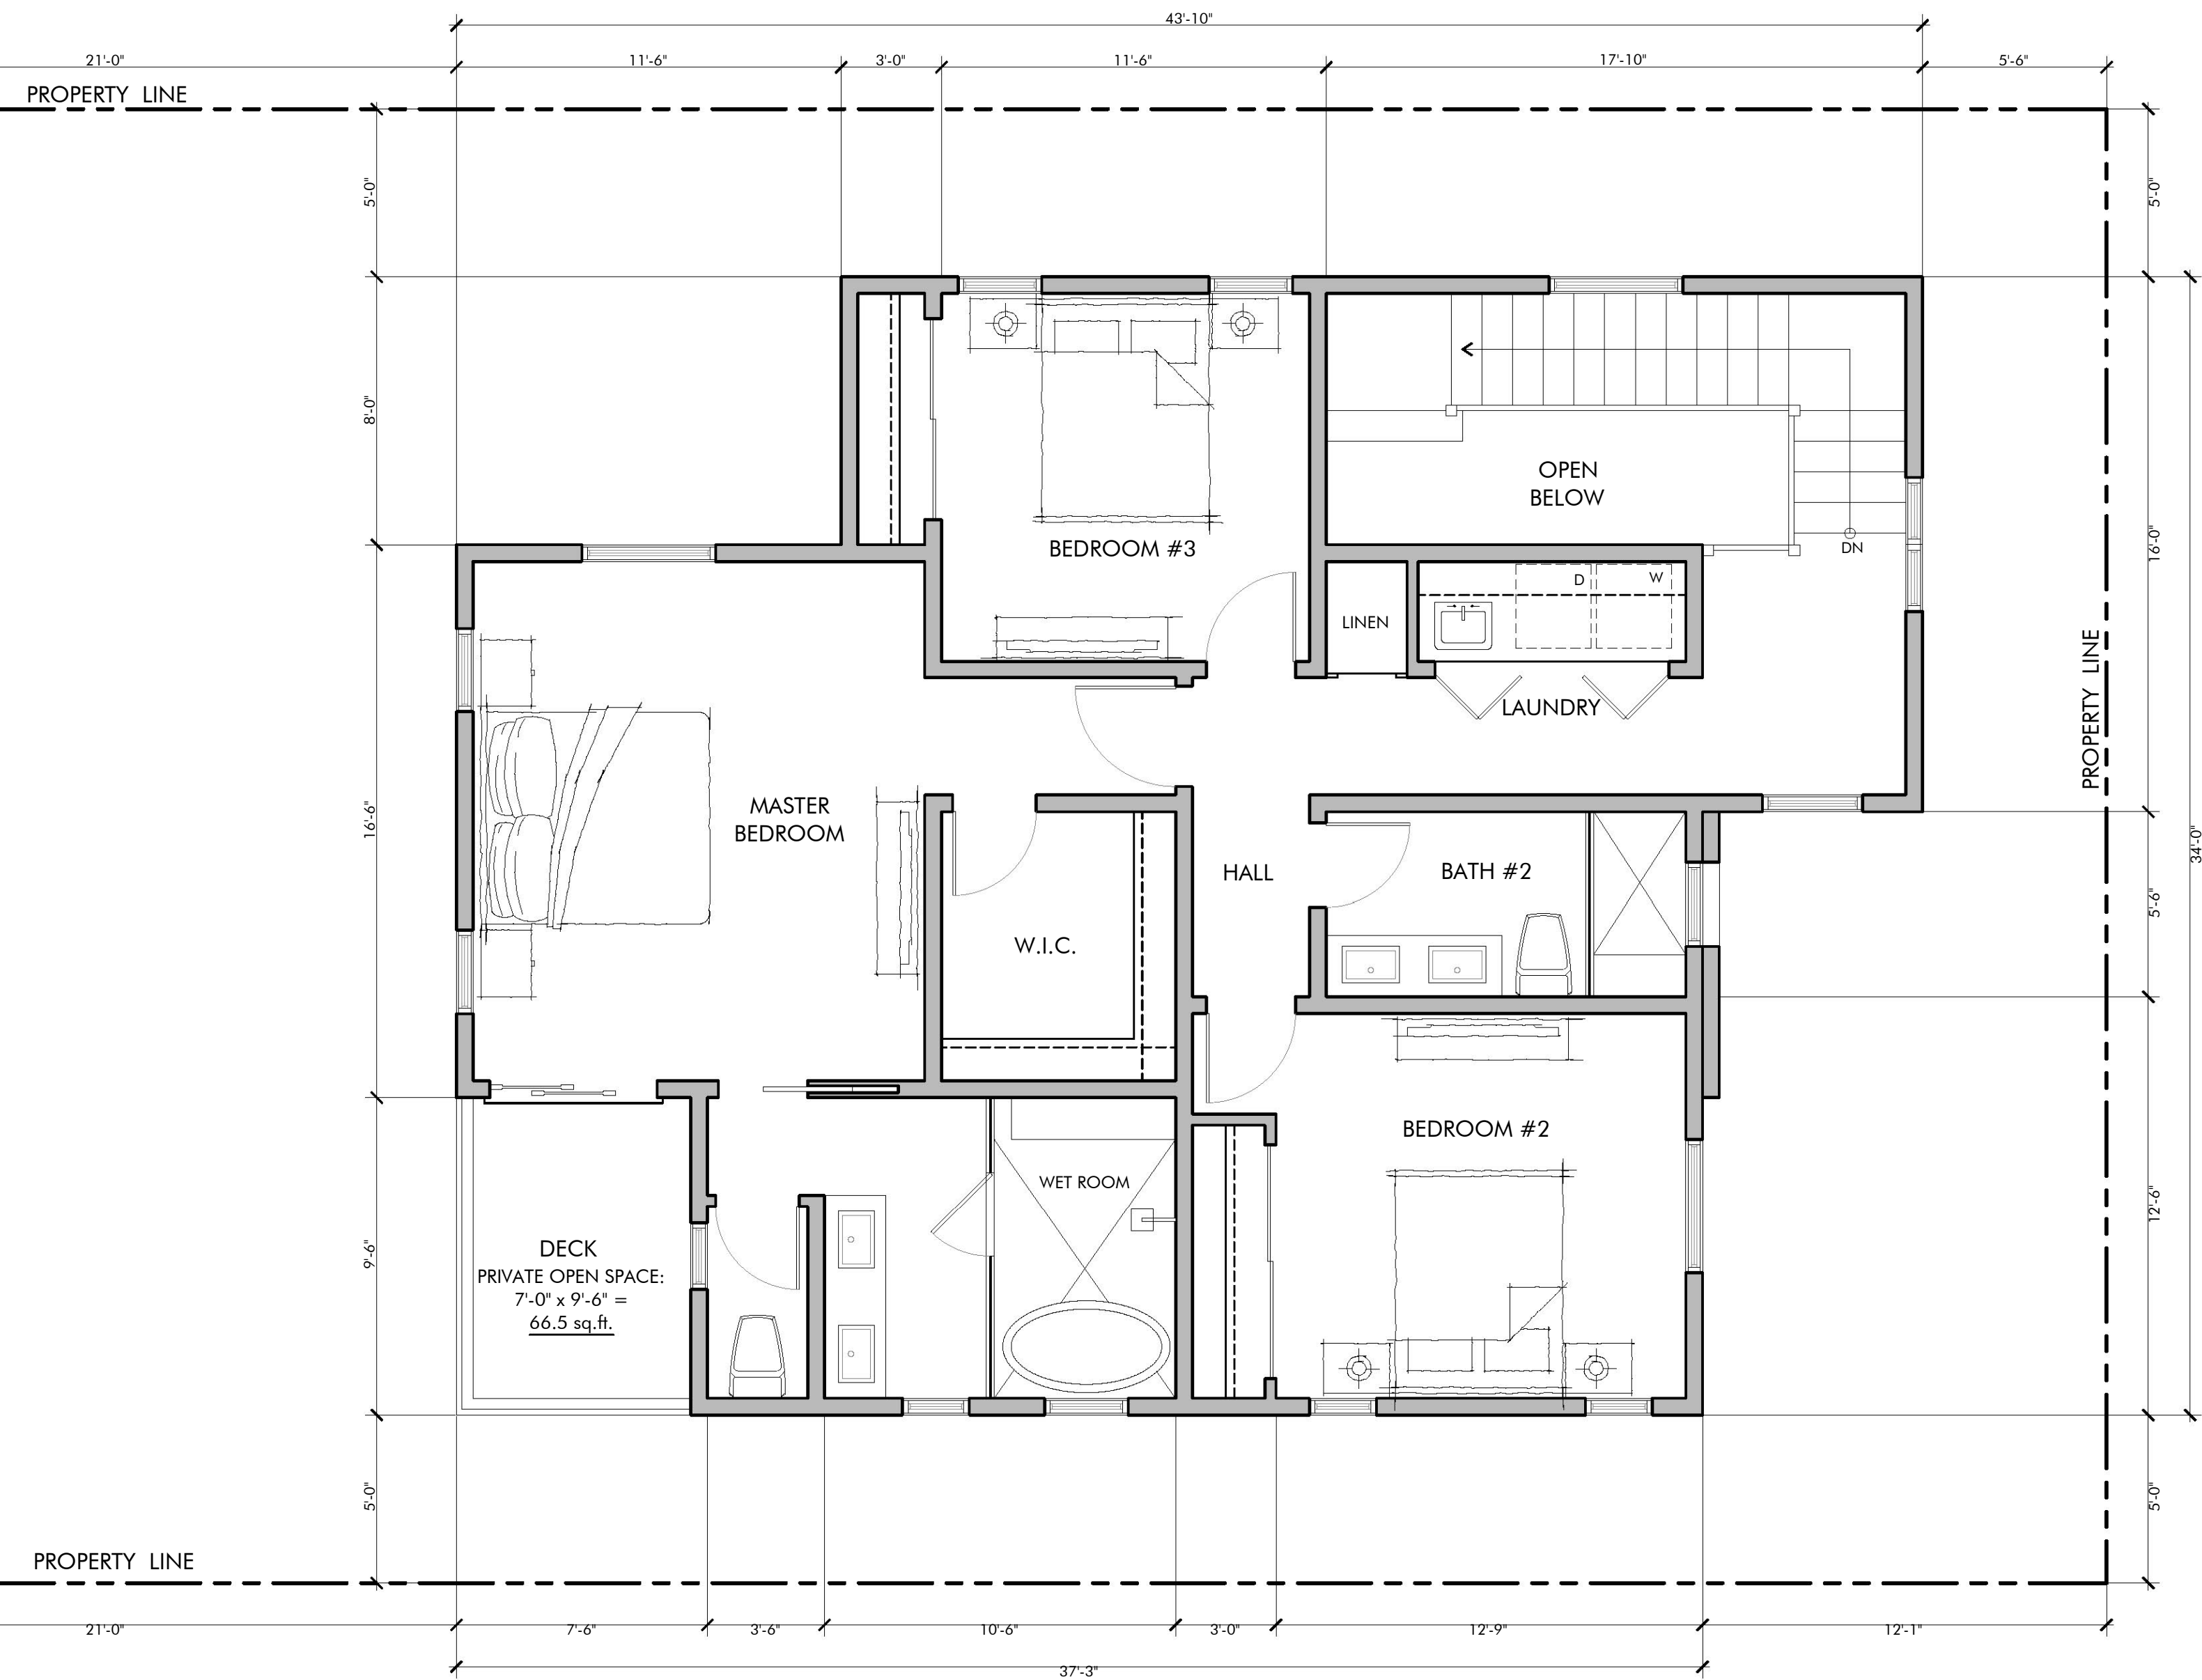 43'-10"
21'-0"
11'-6"
3'-0"
11'-6"
17'-10"
5'-6"
PROPERTY LINE
5'-0"
5'-0"
8'-0"
OPEN
BELOW
16'-0"
BEDROOM #3
DN
D
W
LINEN
PROPERTY LINE
LAUNDRY
MASTER
BEDROOM
16'-6"
34'-0"
HALL
BATH #2
5'-6"
W.I.C.
BEDROOM #2
WET ROOM
12'-6"
9'-6"
DECK
PRIVATE OPEN SPACE:
7'-0" x 9'-6" =
66.5 sq.ft.
5'-0"
5'-0"
PROPERTY LINE
21'-0"
7'-6"
3'-6"
10'-6"
3'-0"
12'-9"
12'-1"
37'-3"